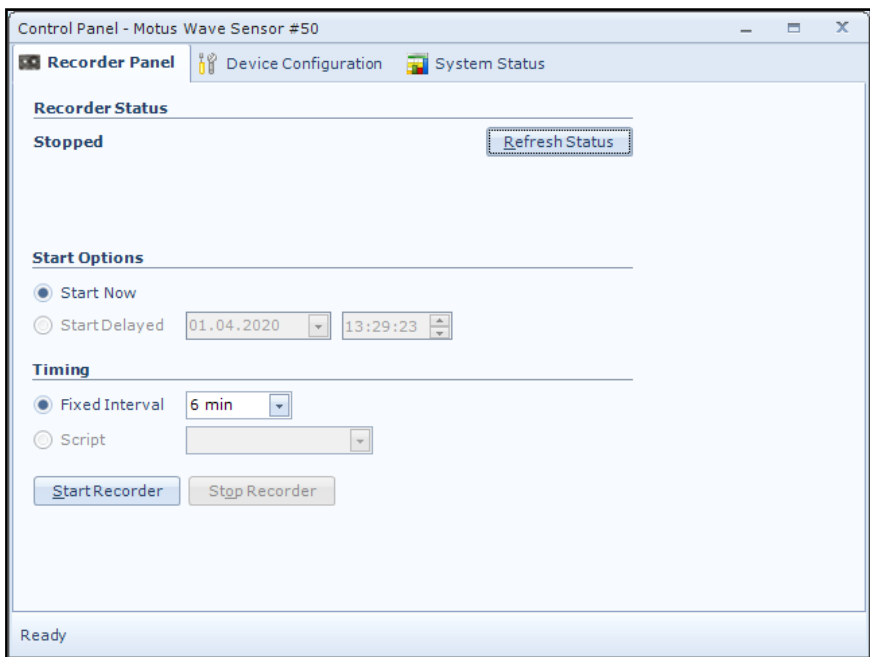 Control Panel - Motus Wave Sensor #50
Recorder Panel Device Configuration System Status
Recorder Status
Stopped Refresh Status
Start Options
Start Now
Start Delayed 01.04.2020 13:29:23
Timing
Fixed Interval 6 min
Script
Start Recorder Stop Recorder
Ready